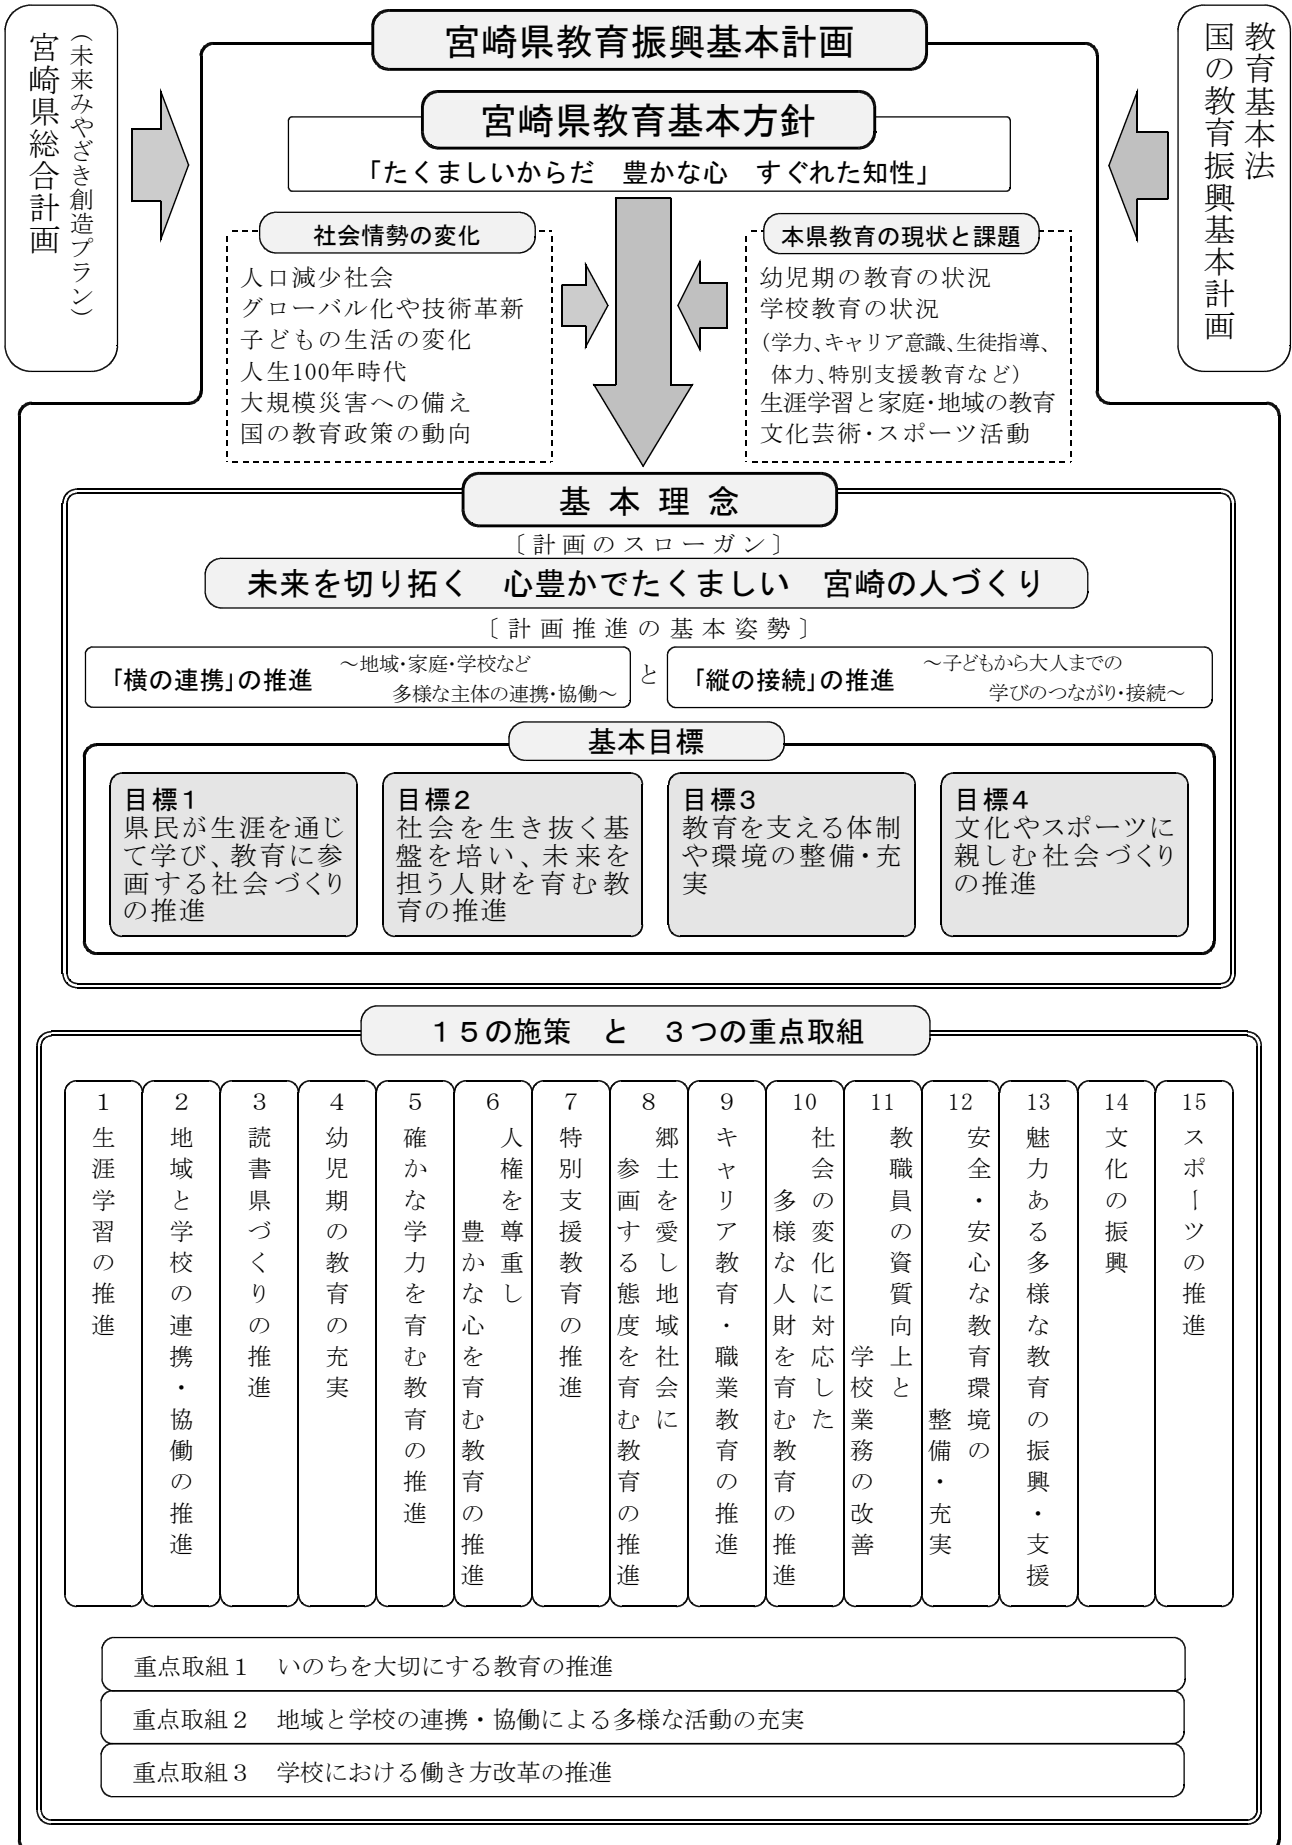 宮崎県教育振興基本計画
宮崎県総合計画
（未来みやざき創造プラン）
教育基本法
国の教育振興基本計画
宮崎県教育基本方針
「たくましいからだ　豊かな心　すぐれた知性」
社会情勢の変化
人口減少社会
グローバル化や技術革新
子どもの生活の変化
人生100年時代
大規模災害への備え
国の教育政策の動向
本県教育の現状と課題
幼児期の教育の状況
学校教育の状況
（学力、キャリア意識、生徒指導、
体力、特別支援教育など）
生涯学習と家庭・地域の教育
文化芸術・スポーツ活動
基本理念
〔計画のスローガン〕
未来を切り拓く　心豊かでたくましい　宮崎の人づくり
〔計画推進の基本姿勢〕
「横の連携」の推進
～地域・家庭・学校など
多様な主体の連携・協働～
と
「縦の接続」の推進
～子どもから大人までの
学びのつながり・接続～
基本目標
目標１
県民が生涯を通じ
て学び、教育に参
画する社会づくり
の推進
目標２
社会を生き抜く基
盤を培い、未来を
担う人財を育む教
育の推進
目標３
教育を支える体制
や環境の整備・充
実
目標４
文化やスポーツに
親しむ社会づくり
の推進
１５の施策　と　３つの重点取組
1
生涯学習の推進
2
地域と学校の連携・協働の推進
3
読書県づくりの推進
4
幼児期の教育の充実
5
確かな学力を育む教育の推進
6
人権を尊重し
豊かな心を育む教育の推進
7
特別支援教育の推進
8
郷土を愛し地域社会に
参画する態度を育む教育の推進
9
キャリア教育・職業教育の推進
10
社会の変化に対応した
多様な人財を育む教育の推進
11
教職員の資質向上と
学校業務の改善
12
安全・安心な教育環境の
整備・充実
13
魅力ある多様な教育の振興・支援
14
文化の振興
15
スポーツの推進
重点取組１　いのちを大切にする教育の推進
重点取組２　地域と学校の連携・協働による多様な活動の充実
重点取組３　学校における働き方改革の推進